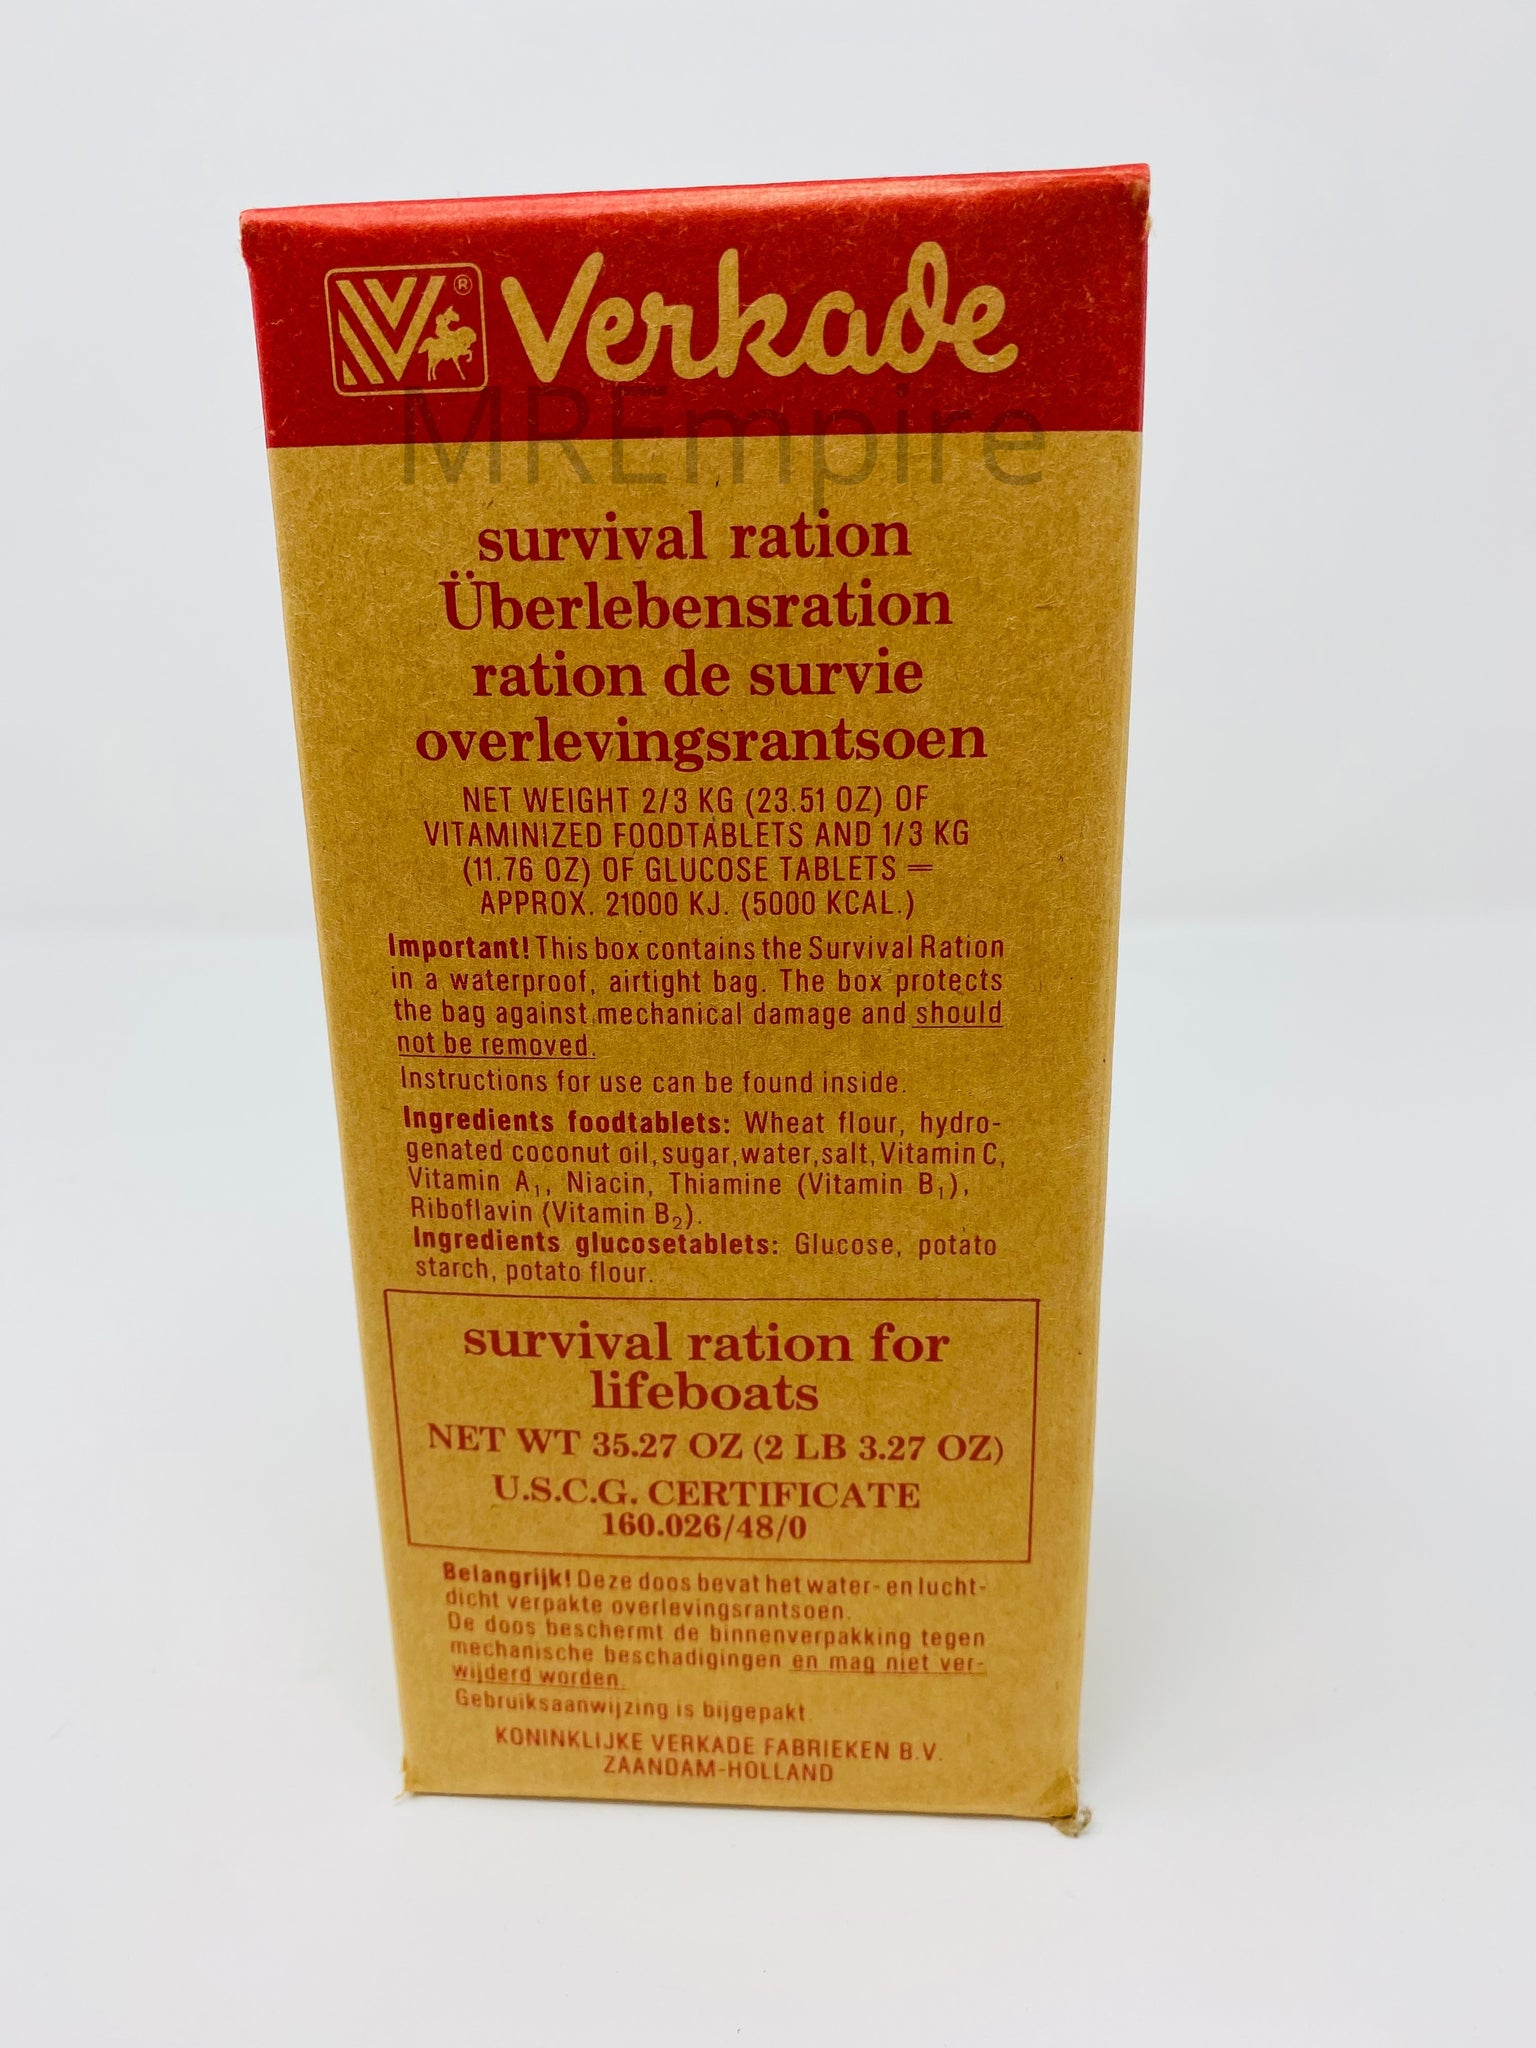 Verkade
®
MREmpire
survival ration
Überlebensration
ration de survie
overlevingsrantsoen
NET WEIGHT 2/3 KG (23.51 OZ) OF
VITAMINIZED FOODTABLETS AND 1/3 KG
(11.76 OZ) OF GLUCOSE TABLETS =
APPROX. 21000 KJ. (5000 KCAL.)
Important! This box contains the Survival Ration
in a waterproof, airtight bag. The box protects
the bag against mechanical damage and should
not be removed.
Instructions for use can be found inside.
Ingredients foodtablets: Wheat flour, hydro-
genated coconut oil, sugar, water, salt, Vitamin C,
Vitamin A₁, Niacin, Thiamine (Vitamin B₁),
Riboflavin (Vitamin B₂).
Ingredients glucosetablets: Glucose, potato
starch, potato flour.
survival ration for
lifeboats
NET WT 35.27 OZ (2 LB 3.27 OZ)
U.S.C.G. CERTIFICATE
160.026/48/0
Belangrijk! Deze doos bevat het water- en lucht-
dicht verpakte overlevingsrantsoen.
De doos beschermt de binnenverpakking tegen
mechanische beschadigingen en mag niet ver-
wijderd worden.
Gebruiksaanwijzing is bijgepakt.
KONINKLIJKE VERKADE FABRIEKEN B.V.
ZAANDAM-HOLLAND